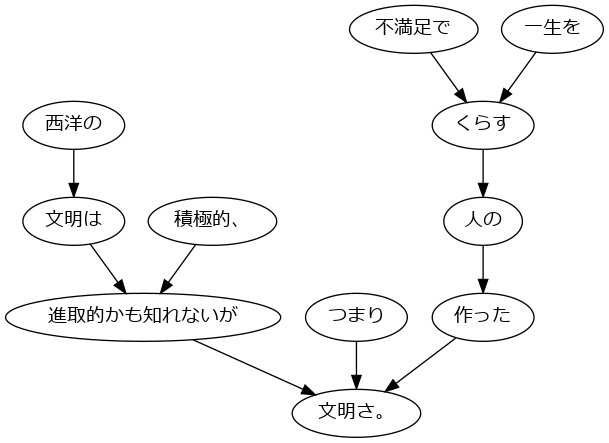 不満足で 一生を
西洋の くらす
文明は 積極的、 人の
進取的かも知れないが つまり 作った
文明さ。